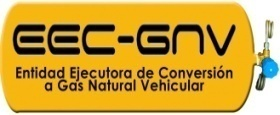 EEC-GNV
Entidad Ejecutora de Conversión
a Gas Natural Vehicular